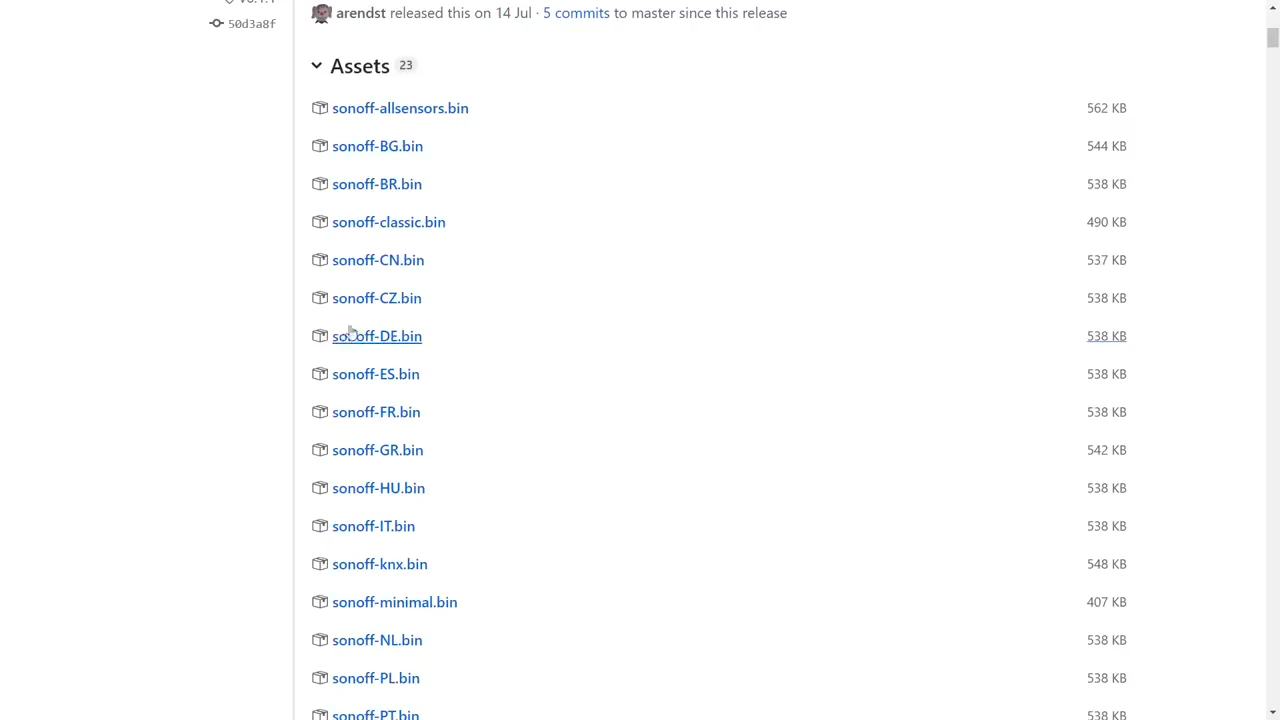 50d3a8f
arendst released this on 14 Jul · 5 commits to master since this release
Assets 23
sonoff-allsensors.bin 562 KB
sonoff-BG.bin 544 KB
sonoff-BR.bin 538 KB
sonoff-classic.bin 490 KB
sonoff-CN.bin 537 KB
sonoff-CZ.bin 538 KB
sonoff-DE.bin 538 KB
sonoff-ES.bin 538 KB
sonoff-FR.bin 538 KB
sonoff-GR.bin 542 KB
sonoff-HU.bin 538 KB
sonoff-IT.bin 538 KB
sonoff-knx.bin 548 KB
sonoff-minimal.bin 407 KB
sonoff-NL.bin 538 KB
sonoff-PL.bin 538 KB
sonoff-PT.bin 538 KB